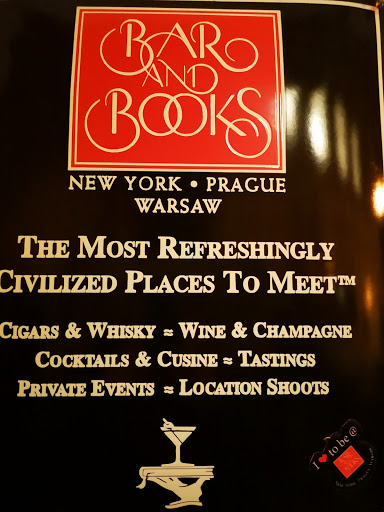 BAR
AND
BOOKS
NEW YORK • PRAGUE
WARSAW
THE MOST REFRESHINGLY
CIVILIZED PLACES TO MEET™
CIGARS & WHISKY ≈ WINE & CHAMPAGNE
COCKTAILS & CUSINE ≈ TASTINGS
PRIVATE EVENTS ≈ LOCATION SHOOTS
I ♥ to be @